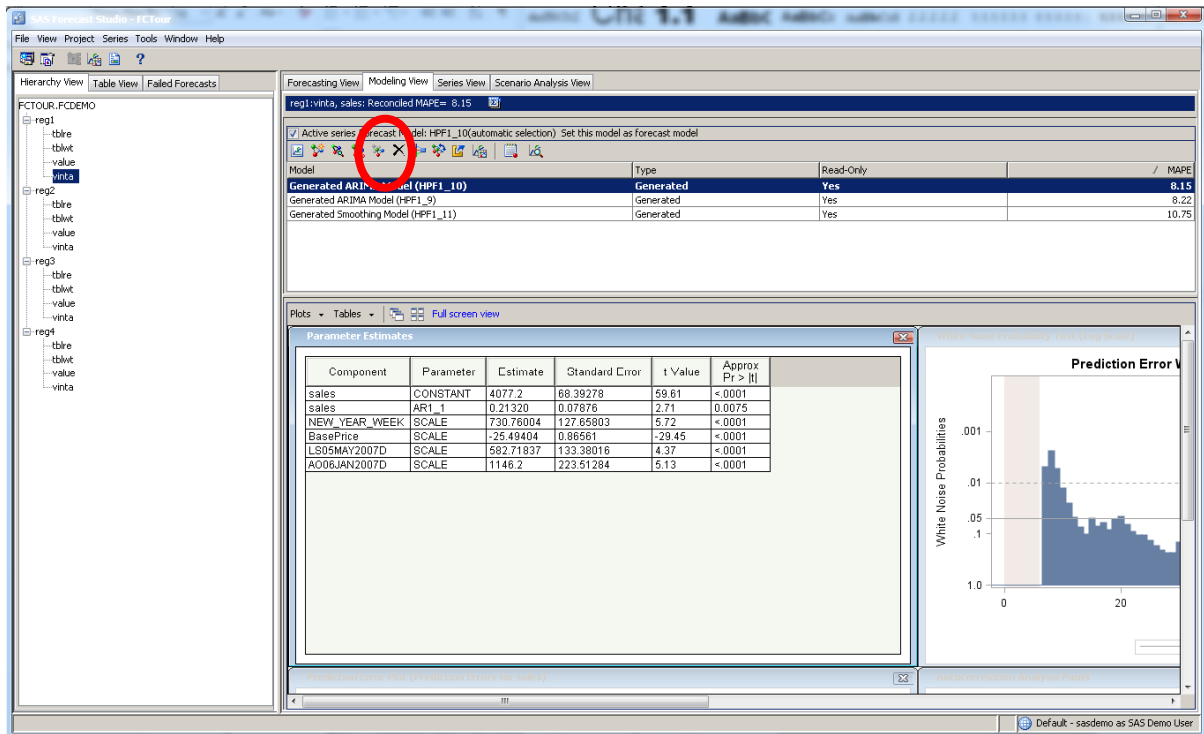 SAS Forecast Studio - FCTour
File View Project Series Tools Window Help
Hierarchy View Table View Failed Forecasts
FCTOUR.FCDEMO
reg1
tblre
tblwt
value
vinta
reg2
tblre
tblwt
value
vinta
reg3
tblre
tblwt
value
vinta
reg4
tblre
tblwt
value
vinta
Forecasting View Modeling View Series View Scenario Analysis View
reg1:vinta, sales: Reconciled MAPE= 8.15
Active series Forecast Model: HPF1_10(automatic selection) Set this model as forecast model
Model Type Read-Only / MAPE
Generated ARIMA Model (HPF1_10) Generated Yes 8.15
Generated ARIMA Model (HPF1_9) Generated Yes 8.22
Generated Smoothing Model (HPF1_11) Generated Yes 10.75
Plots Tables Full screen view
Parameter Estimates
Component Parameter Estimate Standard Error t Value Approx Pr > |t|
sales CONSTANT 4077.2 68.39278 59.61 <.0001
sales AR1_1 0.21320 0.07876 2.71 0.0075
NEW_YEAR_WEEK SCALE 730.76004 127.65803 5.72 <.0001
BasePrice SCALE -25.49404 0.86561 -29.45 <.0001
LS05MAY2007D SCALE 582.71837 133.38016 4.37 <.0001
AO06JAN2007D SCALE 1146.2 223.51284 5.13 <.0001
Prediction Error W
White Noise Probabilities
.001
.01
.05
.1
1.0
0 20
Default - sasdemo as SAS Demo User